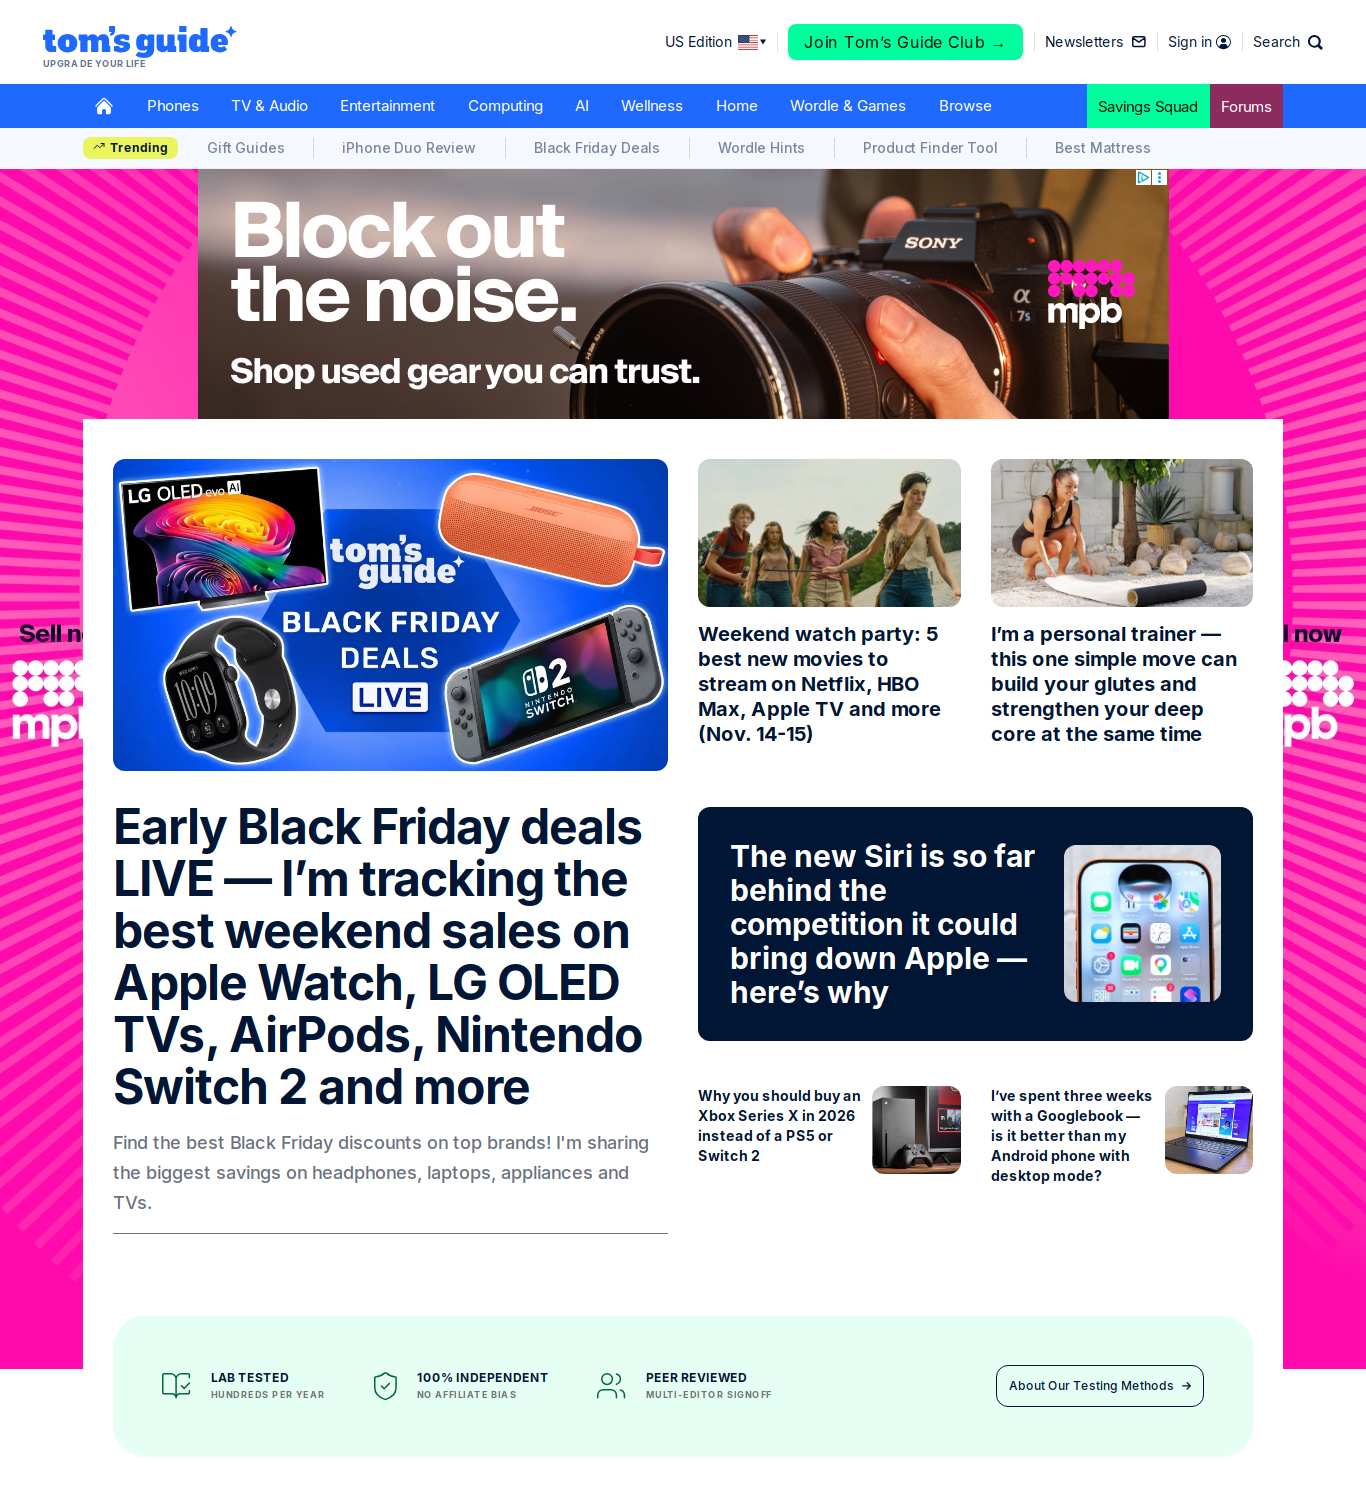 tom's guide
UPGRADE YOUR LIFE
US Edition
Join Tom's Guide Club →
Newsletters
Sign in
Search
Phones
TV & Audio
Entertainment
Computing
AI
Wellness
Home
Wordle & Games
Browse
Savings Squad
Forums
Trending
Gift Guides
iPhone Duo Review
Black Friday Deals
Wordle Hints
Product Finder Tool
Best Mattress
Block out
the noise.
Shop used gear you can trust.
SONY
α
7s
mpb
LG OLED evo AI
BOSE
tom's
guide
BLACK FRIDAY
DEALS
LIVE
10:09
2
NINTENDO
SWITCH
Weekend watch party: 5
best new movies to
stream on Netflix, HBO
Max, Apple TV and more
(Nov. 14-15)
I’m a personal trainer —
this one simple move can
build your glutes and
strengthen your deep
core at the same time
Sell
now
mpb
mpb
Early Black Friday deals
LIVE — I’m tracking the
best weekend sales on
Apple Watch, LG OLED
TVs, AirPods, Nintendo
Switch 2 and more
Find the best Black Friday discounts on top brands! I'm sharing
the biggest savings on headphones, laptops, appliances and
TVs.
The new Siri is so far
behind the
competition it could
bring down Apple —
here’s why
Why you should buy an
Xbox Series X in 2026
instead of a PS5 or
Switch 2
I’ve spent three weeks
with a Googlebook —
is it better than my
Android phone with
desktop mode?
LAB TESTED
HUNDREDS PER YEAR
100% INDEPENDENT
NO AFFILIATE BIAS
PEER REVIEWED
MULTI-EDITOR SIGNOFF
About Our Testing Methods →